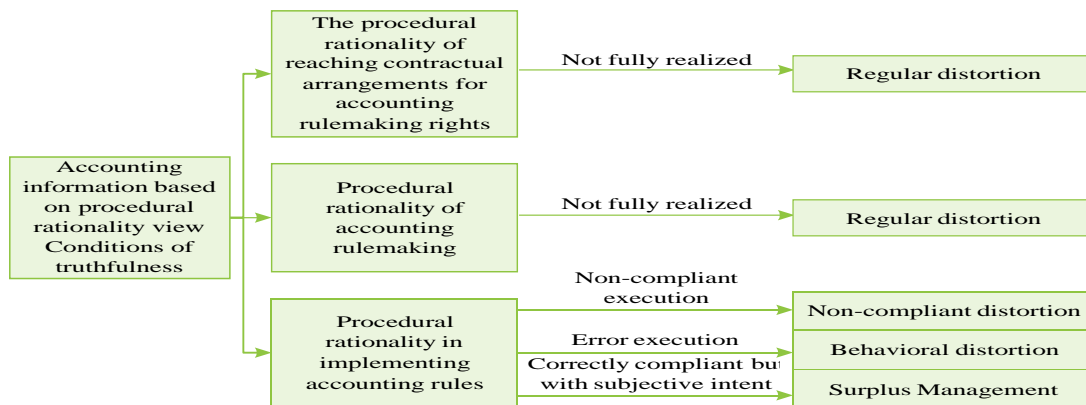 Accounting
information based
on procedural
rationality view
Conditions of
truthfulness
The procedural
rationality of
reaching contractual
arrangements for
accounting
rulemaking rights
Not fully realized
Regular distortion
Procedural
rationality of
accounting
rulemaking
Not fully realized
Regular distortion
Procedural
rationality in
implementing
accounting rules
Non-compliant
execution
Non-compliant distortion
Error execution
Behavioral distortion
Correctly compliant but
with subjective intent
Surplus Management